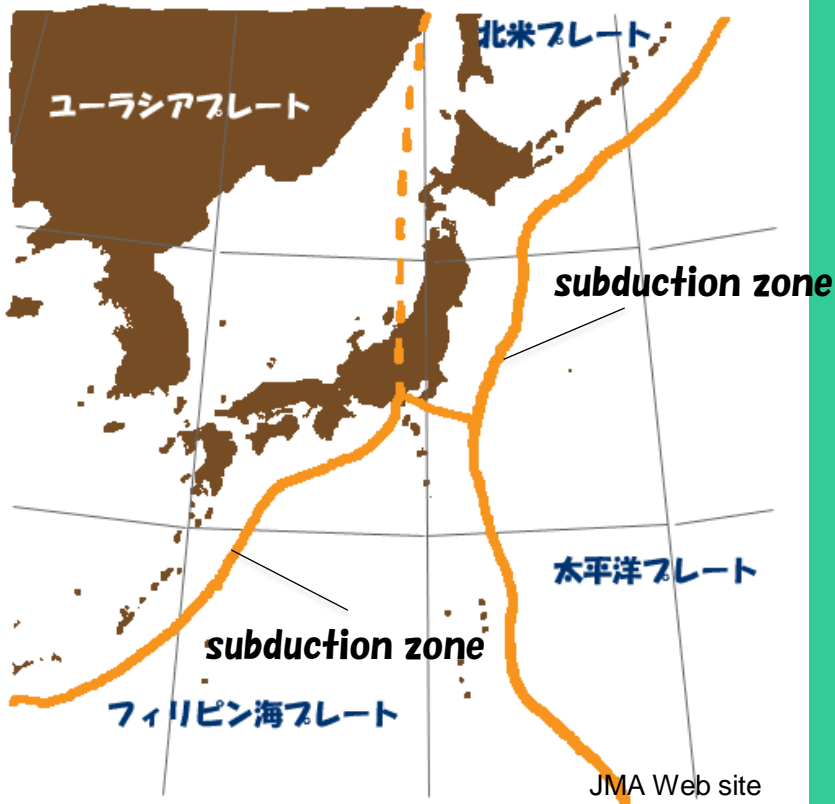 北米プレート
ユーラシアプレート
subduction zone
太平洋プレート
subduction zone
フィリピン海プレート
JMA Web site